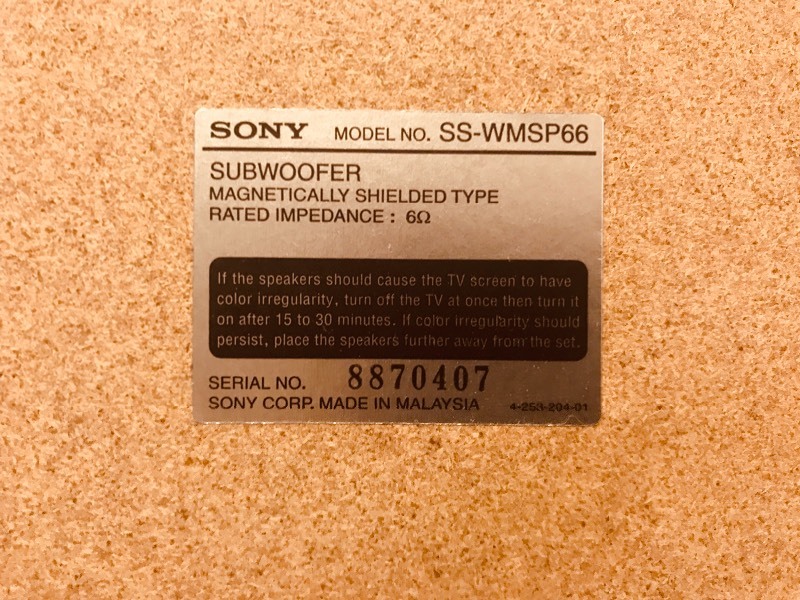 SONY MODEL NO. SS-WMSP66
SUBWOOFER
MAGNETICALLY SHIELDED TYPE
RATED IMPEDANCE : 6Ω
If the speakers should cause the TV screen to have
color irregularity, turn off the TV at once then turn it
on after 15 to 30 minutes. If color irregularity should
persist, place the speakers further away from the set.
SERIAL NO. 8870407
SONY CORP. MADE IN MALAYSIA 4-253-204-01